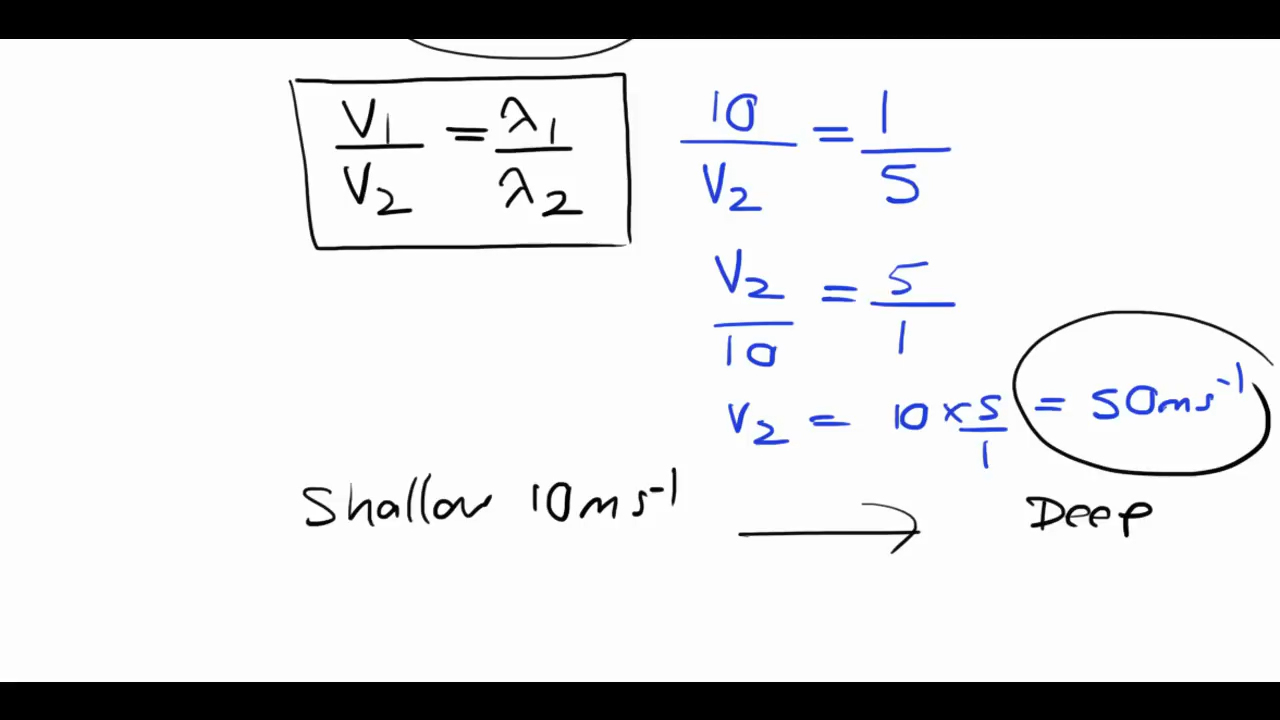 V₁/V₂ = λ₁/λ₂
10/V₂ = 1/5
V₂/10 = 5/1
V₂ = 10 × 5/1 = 50ms⁻¹
Shallow 10ms⁻¹ → Deep